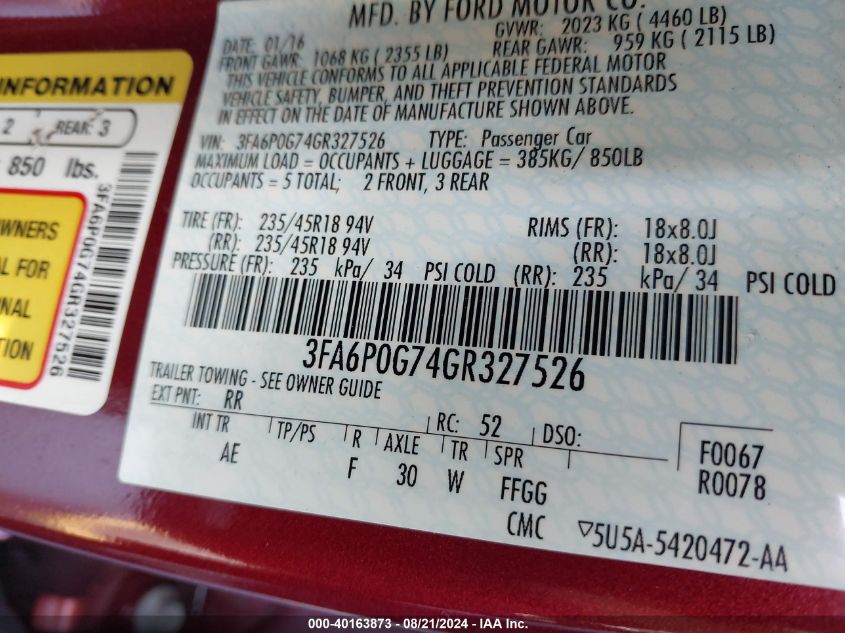 MFD. BY FORD MOTOR CO.
DATE: 01/16
GVWR: 2023 KG ( 4460 LB)
FRONT GAWR: 1068 KG ( 2355 LB)
REAR GAWR: 959 KG ( 2115 LB)
THIS VEHICLE CONFORMS TO ALL APPLICABLE FEDERAL MOTOR
VEHICLE SAFETY, BUMPER, AND THEFT PREVENTION STANDARDS
IN EFFECT ON THE DATE OF MANUFACTURE SHOWN ABOVE.
VIN: 3FA6P0G74GR327526 TYPE: Passenger Car
MAXIMUM LOAD = OCCUPANTS + LUGGAGE = 385KG/ 850LB
OCCUPANTS = 5 TOTAL; 2 FRONT, 3 REAR
TIRE (FR): 235/45R18 94V RIMS (FR): 18x8.0J
(RR): 235/45R18 94V (RR): 18x8.0J
PRESSURE (FR): 235 kPa/ 34 PSI COLD (RR): 235 kPa/ 34 PSI COLD
3FA6P0G74GR327526
TRAILER TOWING - SEE OWNER GUIDE
EXT PNT: RR RC: 52 DSO:
INT TR TP/PS R AXLE TR SPR
AE F 30 W FFGG
F0067
R0078
CMC ▽5U5A-5420472-AA
INFORMATION
2 REAR: 3
850 lbs.
3FA6P0G74GR327526
OWNERS
AL FOR
ONAL
TION
000-40163873 - 08/21/2024 - IAA Inc.